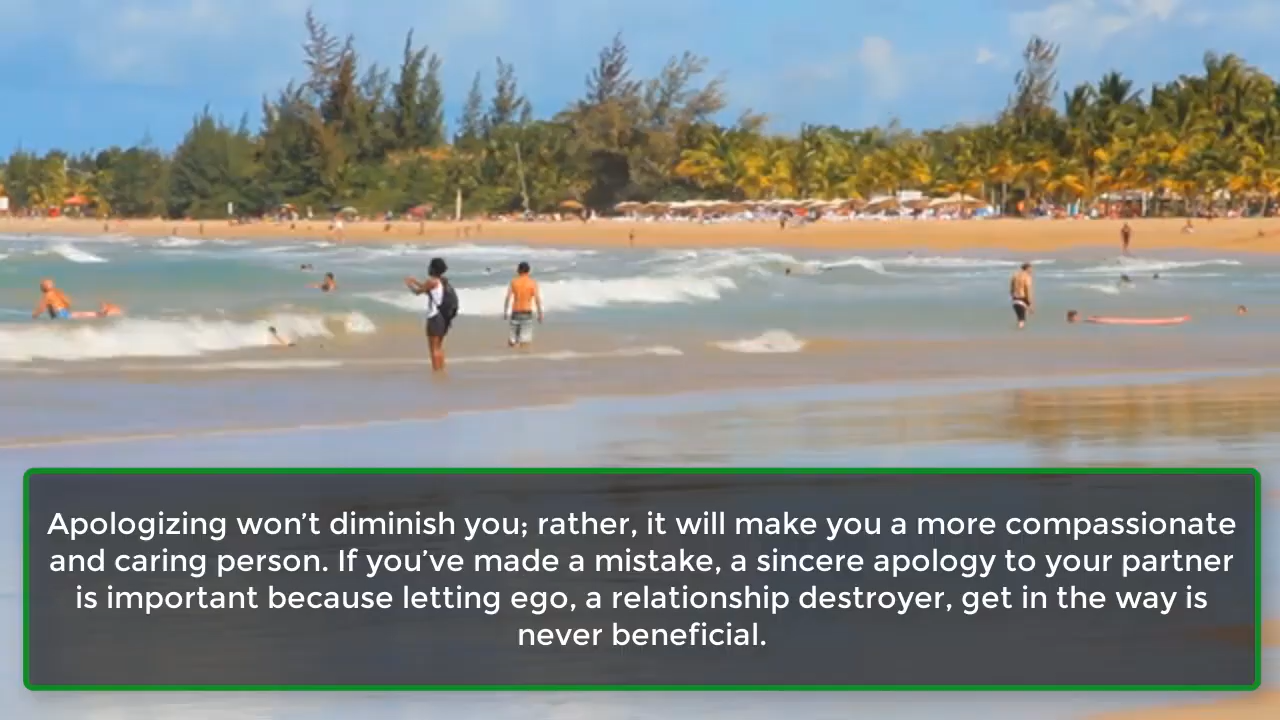 Apologizing won’t diminish you; rather, it will make you a more compassionate
and caring person. If you’ve made a mistake, a sincere apology to your partner
is important because letting ego, a relationship destroyer, get in the way is
never beneficial.